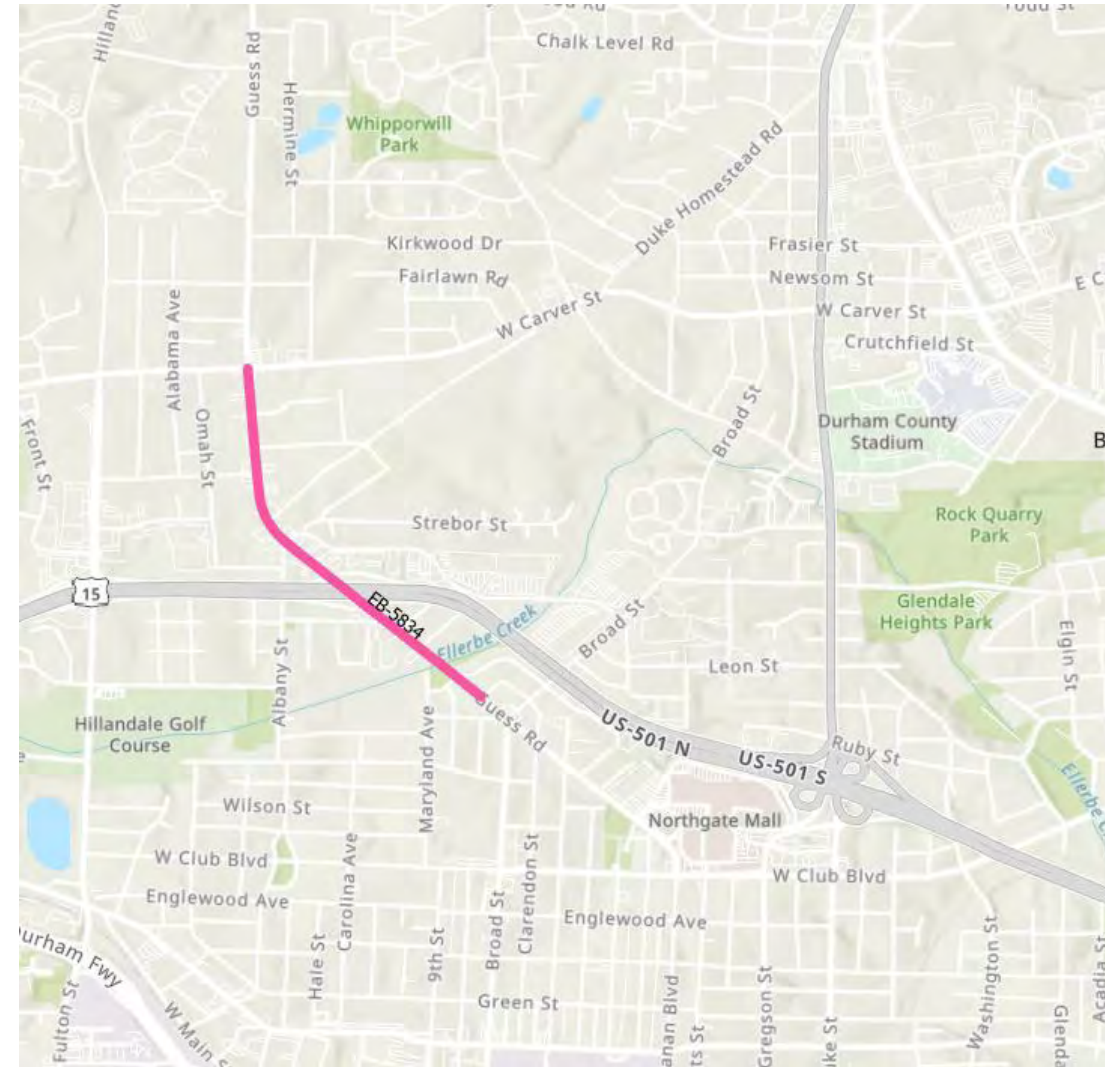 Chalk Level Rd
Guess Rd
Hermine St
Whipporwill
Park
Duke Homestead Rd
Kirkwood Dr
Fairlawn Rd
Frasier St
Newsom St
W Carver St
W Carver St
Crutchfield St
Alabama Ave
Omah St
Front St
Broad St
Durham County
Stadium
Strebor St
Rock Quarry
Park
15
EB-5834
Ellerbe Creek
Glendale
Heights Park
Elgin St
Broad St
Leon St
Albany St
Hillandale Golf
Course
Maryland Ave
Guess Rd
US-501 N
US-501 S
Ruby St
Wilson St
Northgate Mall
W Club Blvd
W Club Blvd
Englewood Ave
Englewood Ave
Carolina Ave
Clarendon St
Broad St
9th St
Hale St
Green St
Fulton St
W Main
Gregson St
Washington St
Acadia St